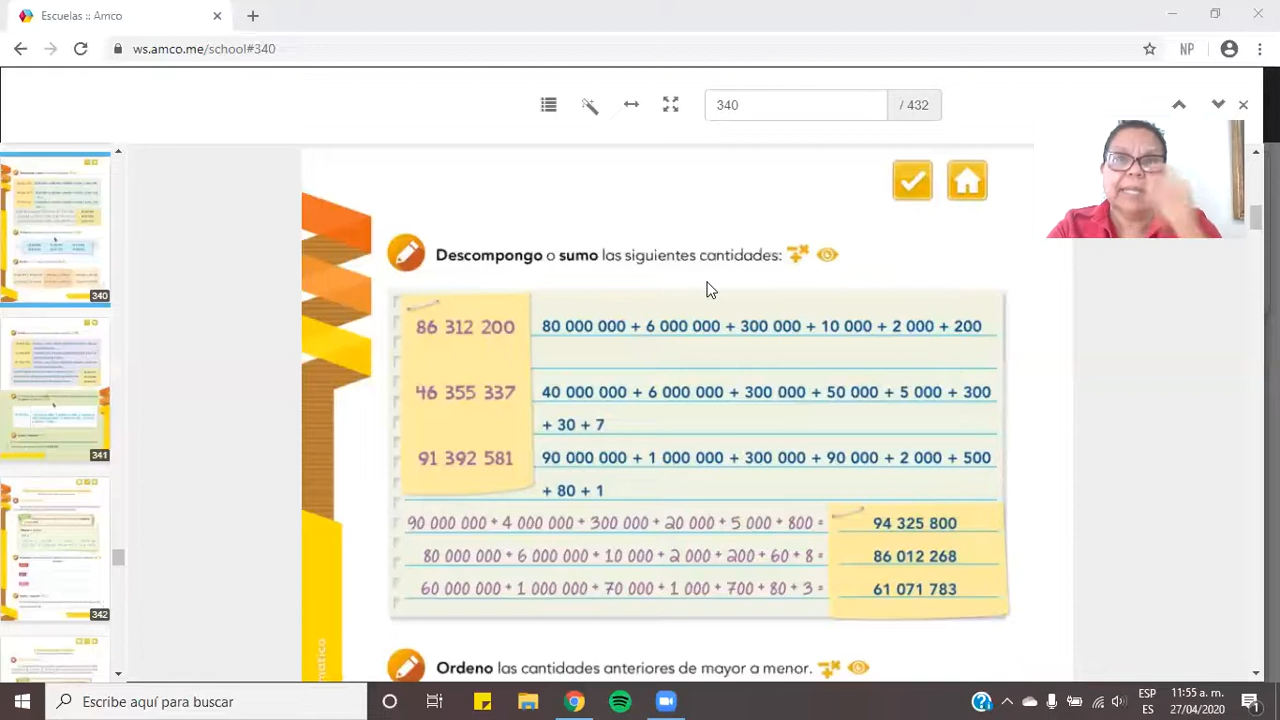 Escuelas :: Amco
ws.amco.me/school#340
NP
340
/ 432
Descompongo o sumo las siguientes cantidades:
86 312 200
80 000 000 + 6 000 000 + 300 000 + 10 000 + 2 000 + 200
46 355 337
40 000 000 + 6 000 000 + 300 000 + 50 000 + 5 000 + 300
+ 30 + 7
91 392 581
90 000 000 + 1 000 000 + 300 000 + 90 000 + 2 000 + 500
+ 80 + 1
90 000 000 + 4 000 000 + 300 000 + 20 000 + 5 000 + 800 =
94 325 800
80 000 000 + 6 000 000 + 10 000 + 2 000 + 200 + 60 + 8 =
86 012 268
60 000 000 + 1 000 000 + 70 000 + 1 000 + 700 + 80 + 3 =
61 071 783
Ordeno las cantidades anteriores de mayor a menor.
340
341
342
Escribe aquí para buscar
ESP
ES
11:55 a. m.
27/04/2020